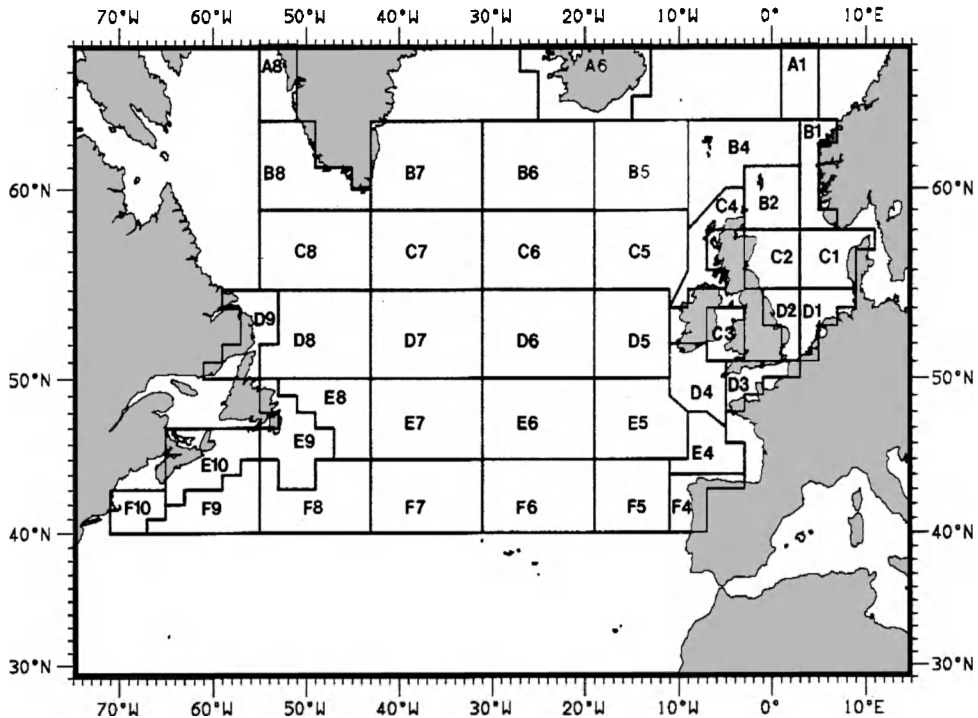 70°W 60°W 50°W 40°W 30°W 20°W 10°W 0° 10°E
A8 A6 A1
B1
B4
B8 B7 B6 B5
60°N 60°N
B2
C4
C8 C7 C6 C5 C2 C1
D9 D2 D1
D8 D7 D6 D5 C3
50°N 50°N
D4 D3
E8
E7 E6 E5
E9 E4
E10
F10 F9 F8 F7 F6 F5 F4
40°N 40°N
30°N 30°N
70°W 60°W 50°W 40°W 30°W 20°W 10°W 0° 10°E